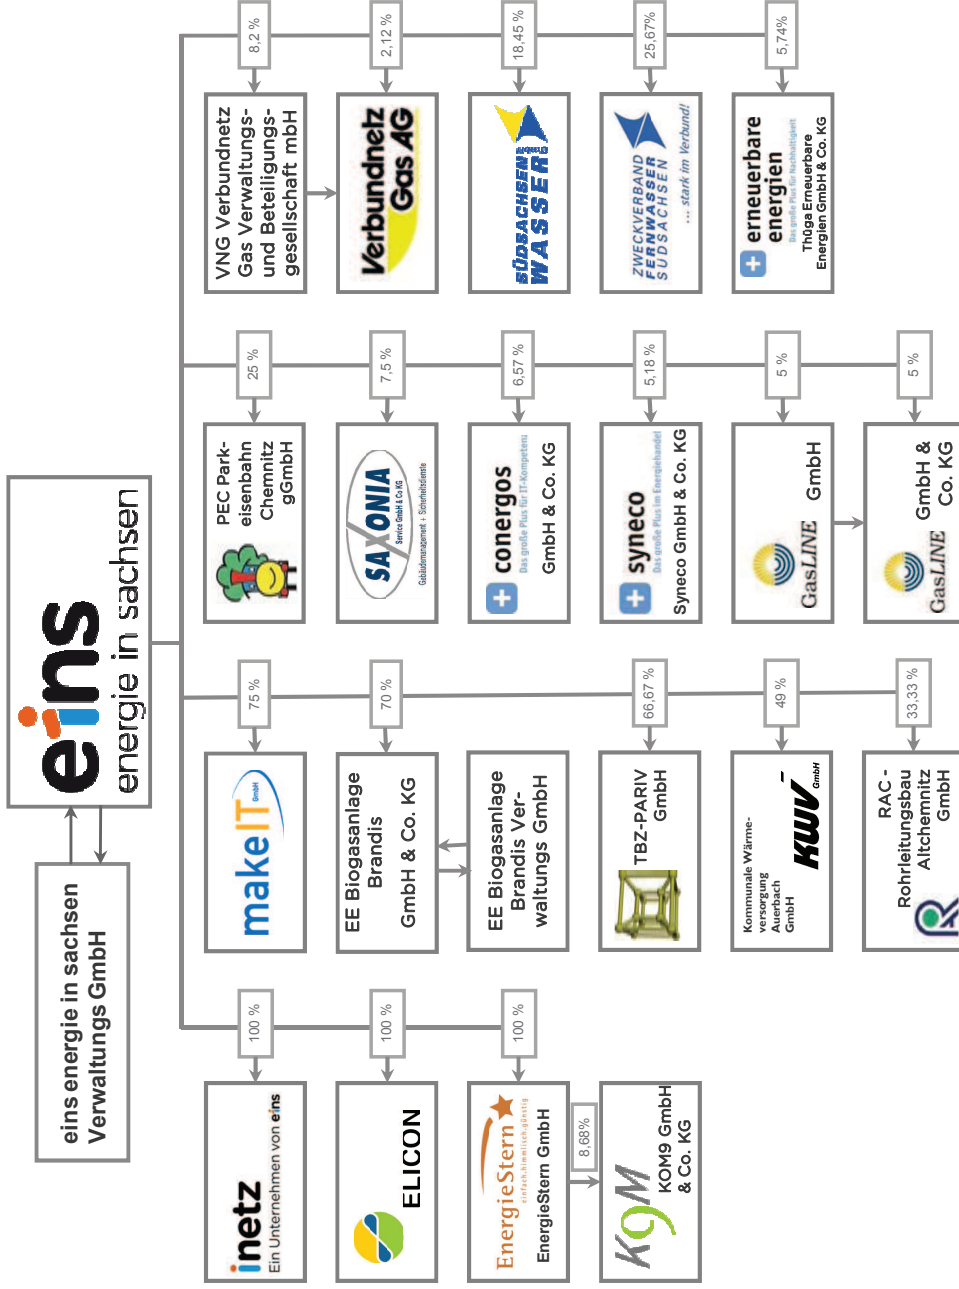 eins energie in sachsen
Verwaltungs GmbH
eins
energie in sachsen
100 %
inetz
Ein Unternehmen von eins
100 %
ELICON
100 %
EnergieStern
einfach.himmlisch.günstig
EnergieStern GmbH
8,68%
K9M
KOM9 GmbH
& Co. KG
75 %
makeIT
GmbH
70 %
EE Biogasanlage
Brandis
GmbH & Co. KG
EE Biogasanlage
Brandis Ver-
waltungs GmbH
66,67 %
TBZ-PARIV
GmbH
49 %
Kommunale Wärme-
versorgung
Auerbach
GmbH
KWV
GmbH
33,33 %
RAC -
Rohrleitungsbau
Altchemnitz
GmbH
25 %
PEC Park-
eisenbahn
Chemnitz
gGmbH
7,5 %
SAXONIA
Service GmbH & Co KG
Gebäudemanagement + Sicherheitsdienste
6,57 %
conergos
Das große Plus für IT-Kompetenz
GmbH & Co. KG
5,18 %
syneco
Das große Plus im Energiehandel
Syneco GmbH & Co. KG
5 %
GasLINE
GmbH
5 %
GasLINE
GmbH &
Co. KG
8,2 %
VNG Verbundnetz
Gas Verwaltungs-
und Beteiligungs-
gesellschaft mbH
2,12 %
Verbundnetz
Gas AG
18,45 %
SÜDSACHSEN
WASSER
25,67%
ZWECKVERBAND
FERNWASSER
SÜDSACHSEN
... stark im Verbund!
5,74%
erneuerbare
energien
Das große Plus für Nachhaltigkeit
Thüga Erneuerbare
Energien GmbH & Co. KG